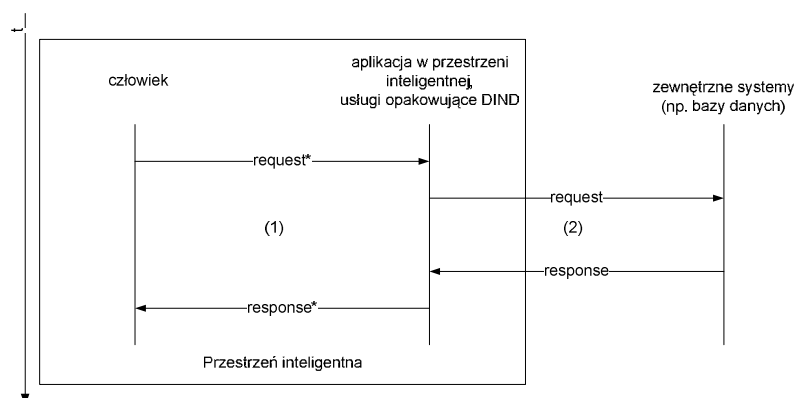 t
człowiek
aplikacja w przestrzeni
inteligentnej,
usługi opakowujące DIND
zewnętrzne systemy
(np. bazy danych)
request*
request
(1)
(2)
response
response*
Przestrzeń inteligentna